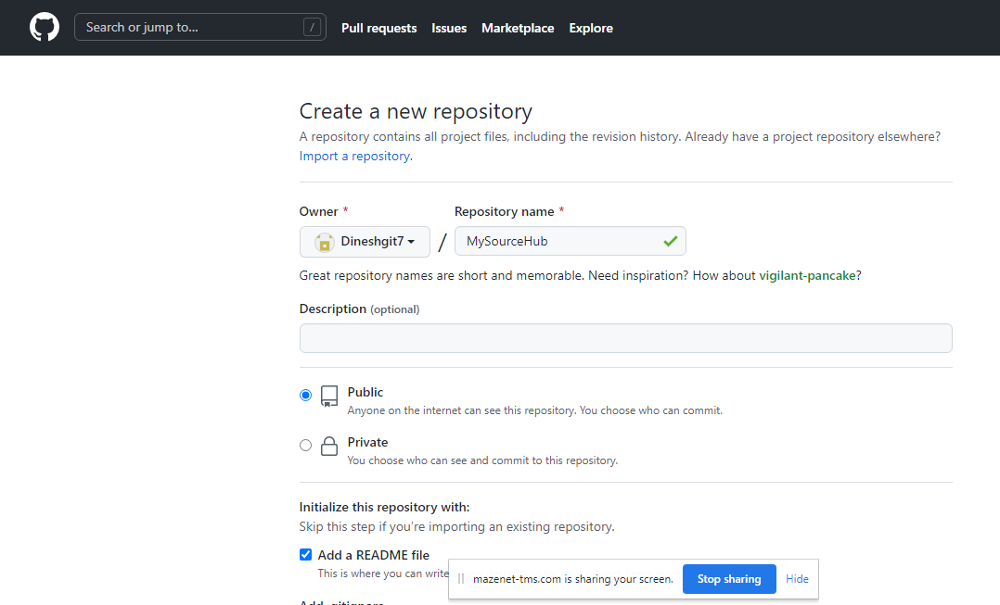 Search or jump to... / Pull requests Issues Marketplace Explore
Create a new repository
A repository contains all project files, including the revision history. Already have a project repository elsewhere?
Import a repository.
Owner * Repository name *
Dineshgit7 / MySourceHub
Great repository names are short and memorable. Need inspiration? How about vigilant-pancake?
Description (optional)
Public
Anyone on the internet can see this repository. You choose who can commit.
Private
You choose who can see and commit to this repository.
Initialize this repository with:
Skip this step if you're importing an existing repository.
Add a README file
This is where you can write
mazenet-tms.com is sharing your screen. Stop sharing Hide
Add .gitignore